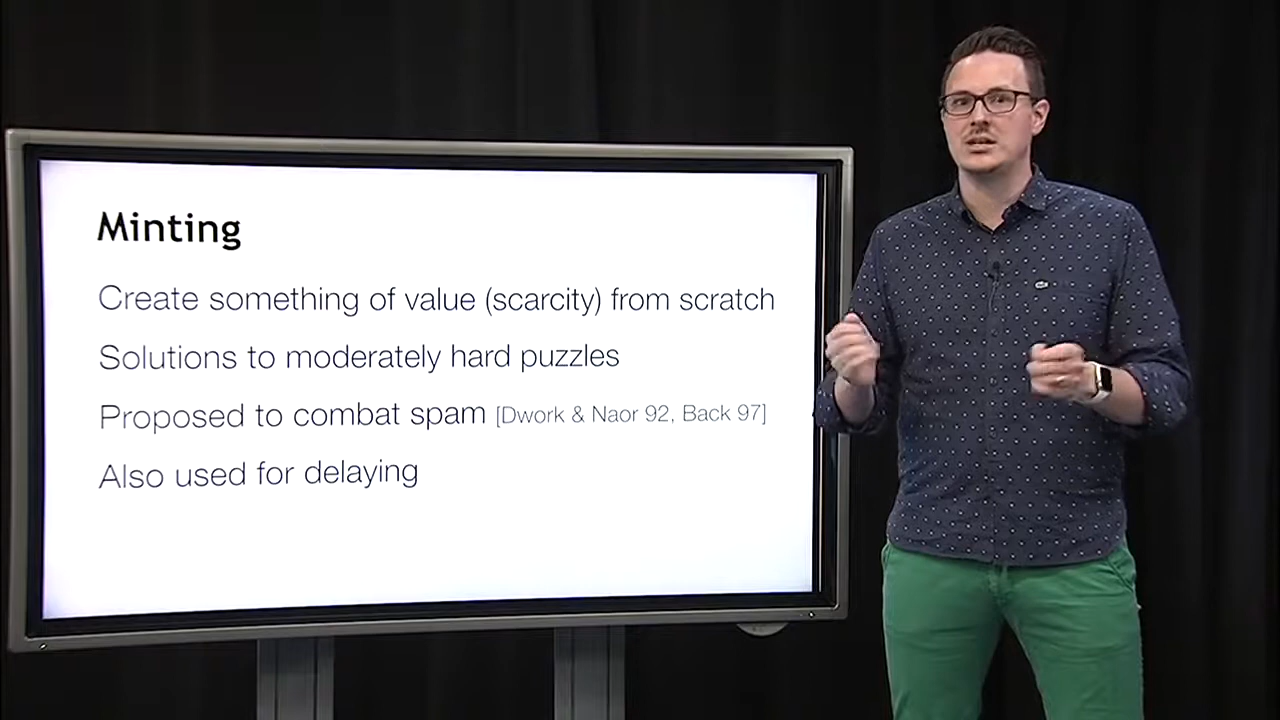 Minting
Create something of value (scarcity) from scratch
Solutions to moderately hard puzzles
Proposed to combat spam [Dwork & Naor 92, Back 97]
Also used for delaying